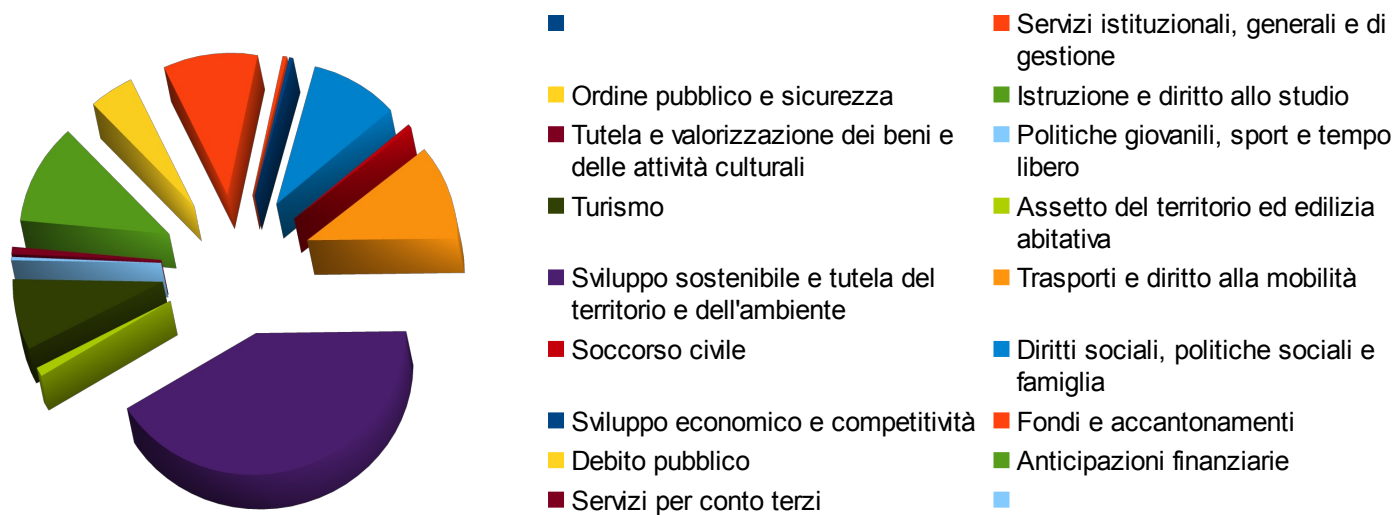 Servizi istituzionali, generali e di
gestione
Ordine pubblico e sicurezza
Istruzione e diritto allo studio
Tutela e valorizzazione dei beni e
delle attività culturali
Politiche giovanili, sport e tempo
libero
Turismo
Assetto del territorio ed edilizia
abitativa
Sviluppo sostenibile e tutela del
territorio e dell'ambiente
Trasporti e diritto alla mobilità
Soccorso civile
Diritti sociali, politiche sociali e
famiglia
Sviluppo economico e competitività
Fondi e accantonamenti
Debito pubblico
Anticipazioni finanziarie
Servizi per conto terzi